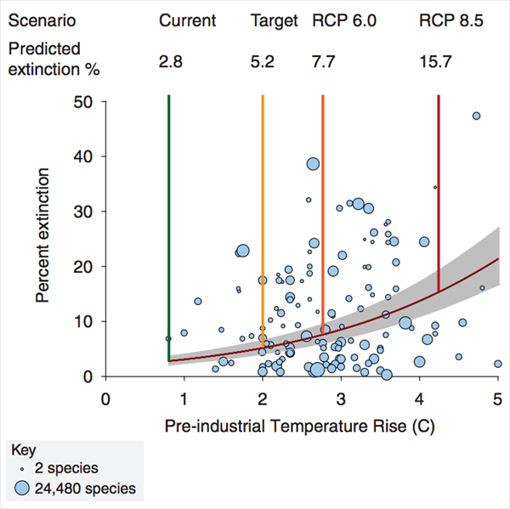 Scenario Current Target RCP 6.0 RCP 8.5
Predicted
extinction % 2.8 5.2 7.7 15.7
50
40
30
20
10
0
Percent extinction
0 1 2 3 4 5
Pre-industrial Temperature Rise (C)
Key
2 species
24,480 species